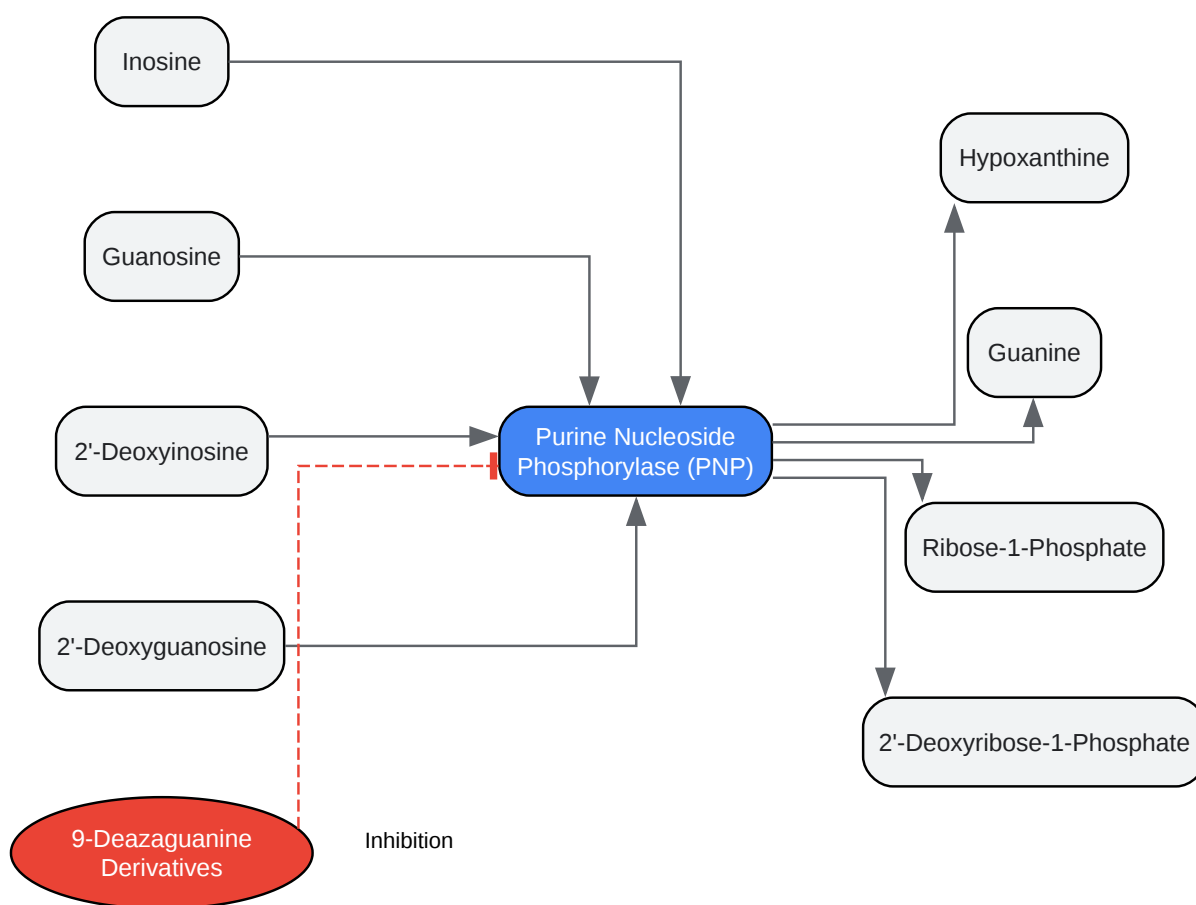 Inosine
Hypoxanthine
Guanosine
Guanine
2'-Deoxyinosine
Purine Nucleoside
Phosphorylase (PNP)
Ribose-1-Phosphate
2'-Deoxyguanosine
2'-Deoxyribose-1-Phosphate
9-Deazaguanine
Derivatives
Inhibition